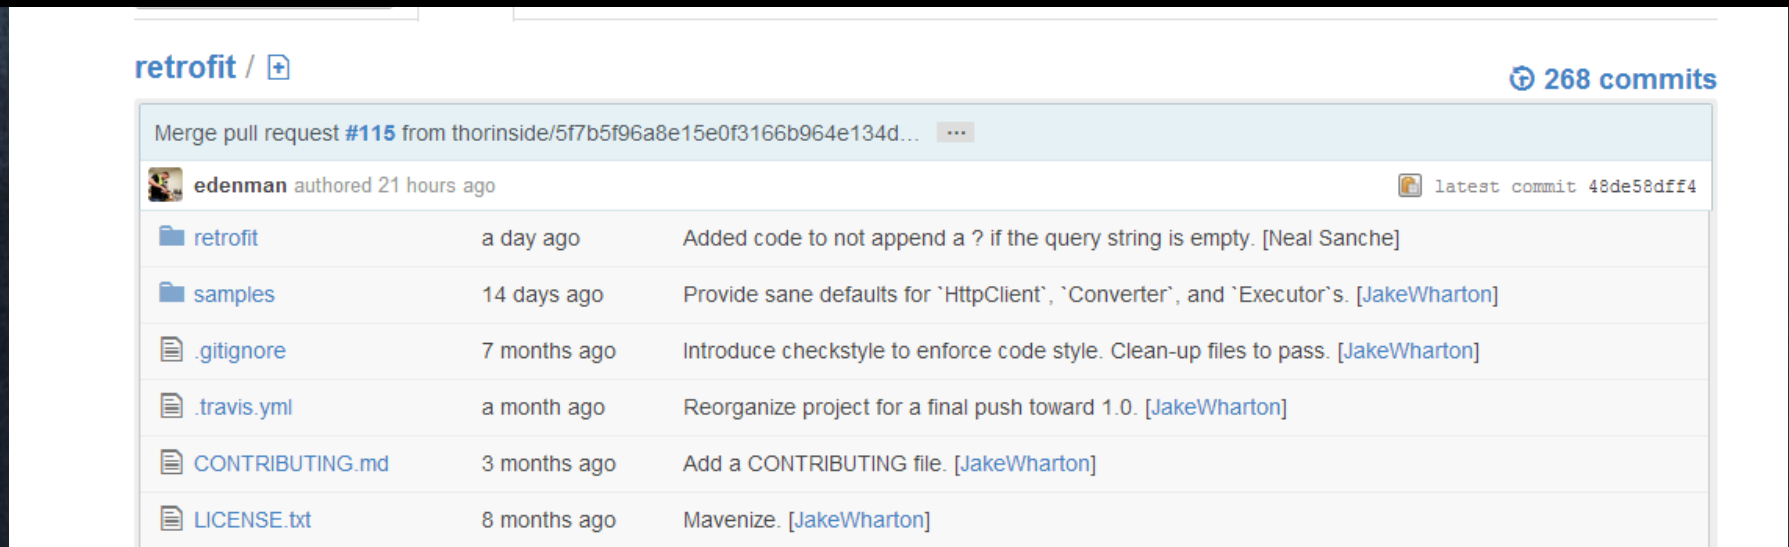 retrofit /
268 commits
Merge pull request #115 from thorinside/5f7b5f96a8e15e0f3166b964e134d... ...
edenman authored 21 hours ago latest commit 48de58dff4
retrofit a day ago Added code to not append a ? if the query string is empty. [Neal Sanche]
samples 14 days ago Provide sane defaults for `HttpClient`, `Converter`, and `Executor`s. [JakeWharton]
.gitignore 7 months ago Introduce checkstyle to enforce code style. Clean-up files to pass. [JakeWharton]
.travis.yml a month ago Reorganize project for a final push toward 1.0. [JakeWharton]
CONTRIBUTING.md 3 months ago Add a CONTRIBUTING file. [JakeWharton]
LICENSE.txt 8 months ago Mavenize. [JakeWharton]